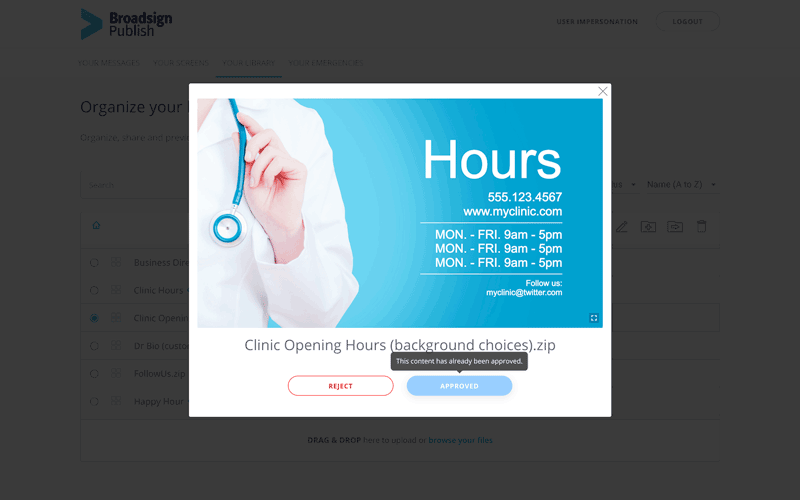 Broadsign
Publish
USER IMPERSONATION
LOGOUT
YOUR MESSAGES
YOUR SCREENS
YOUR LIBRARY
YOUR EMERGENCIES
Organize your
Organize, share and
Search
Name (A to Z)
Hours
555.123.4567
www.myclinic.com
MON. - FRI. 9am - 5pm
MON. - FRI. 9am - 5pm
MON. - FRI. 9am - 5pm
Follow us:
myclinic@twitter.com
Business Dire
Clinic Hours
Clinic Opening
Dr Bio (custo
FollowUs.zip
Happy Hour
Clinic Opening Hours (background choices).zip
This content has already been approved.
REJECT
APPROVED
DRAG & DROP here to upload or browse your files